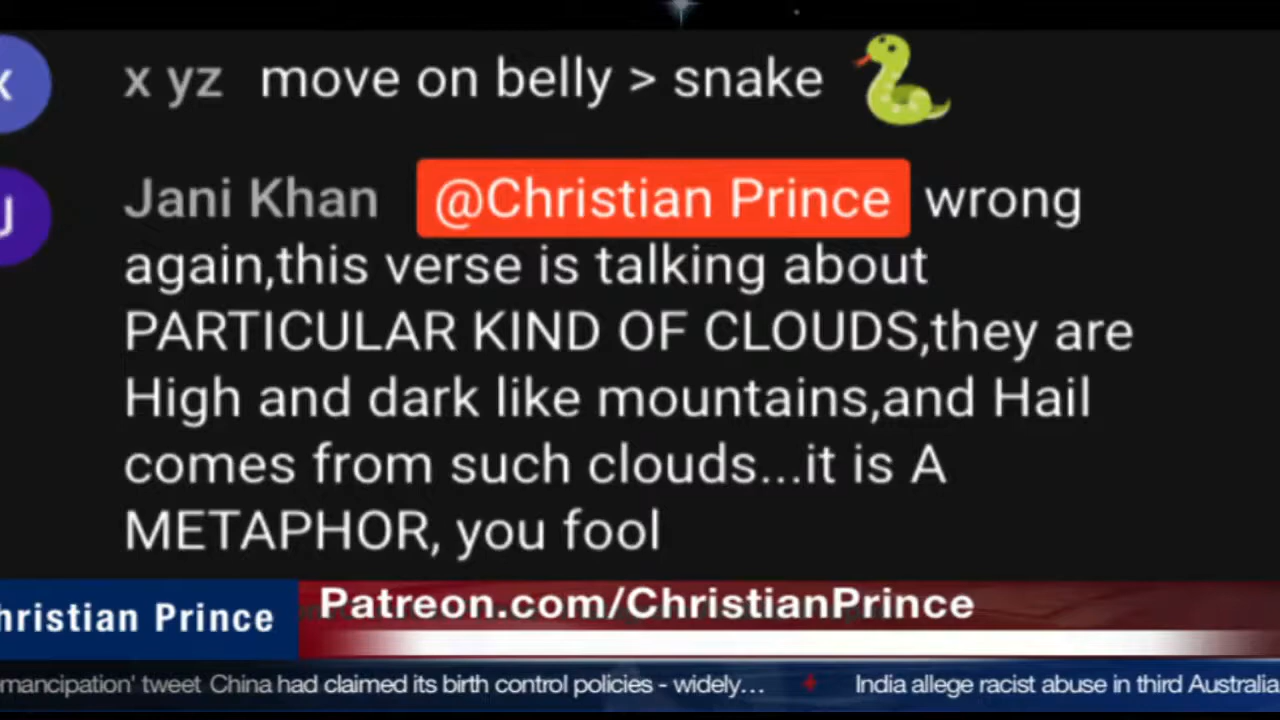 x yz move on belly > snake
Jani Khan @Christian Prince wrong
again,this verse is talking about
PARTICULAR KIND OF CLOUDS,they are
High and dark like mountains,and Hail
comes from such clouds...it is A
METAPHOR, you fool
hristian Prince Patreon.com/ChristianPrince
mancipation' tweet China had claimed its birth control policies - widely... India allege racist abuse in third Australia